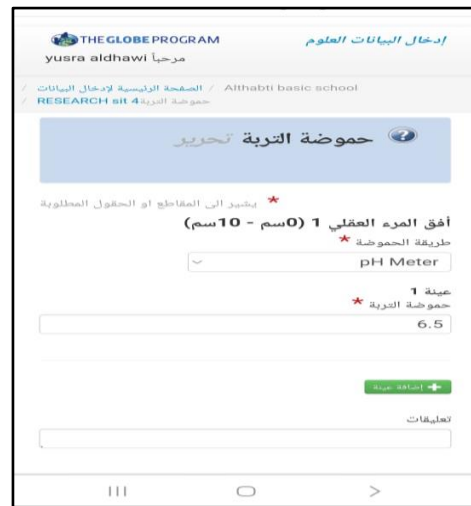 THE GLOBE PROGRAM
إدخال البيانات العلوم
مرحباً yusra aldhawi
Althabti basic school / الصفحة الرئيسية لإدخال البيانات /
حموضة التربة RESEARCH sit 4 /
حموضة التربة تحرير
* يشير الى المقاطع او الحقول المطلوبة
أفق المرء العقلي 1 (0سم - 10سم)
طريقة الحموضة *
pH Meter
عينة 1
حموضة التربة *
6.5
+ إضافة عينة
تعليقات